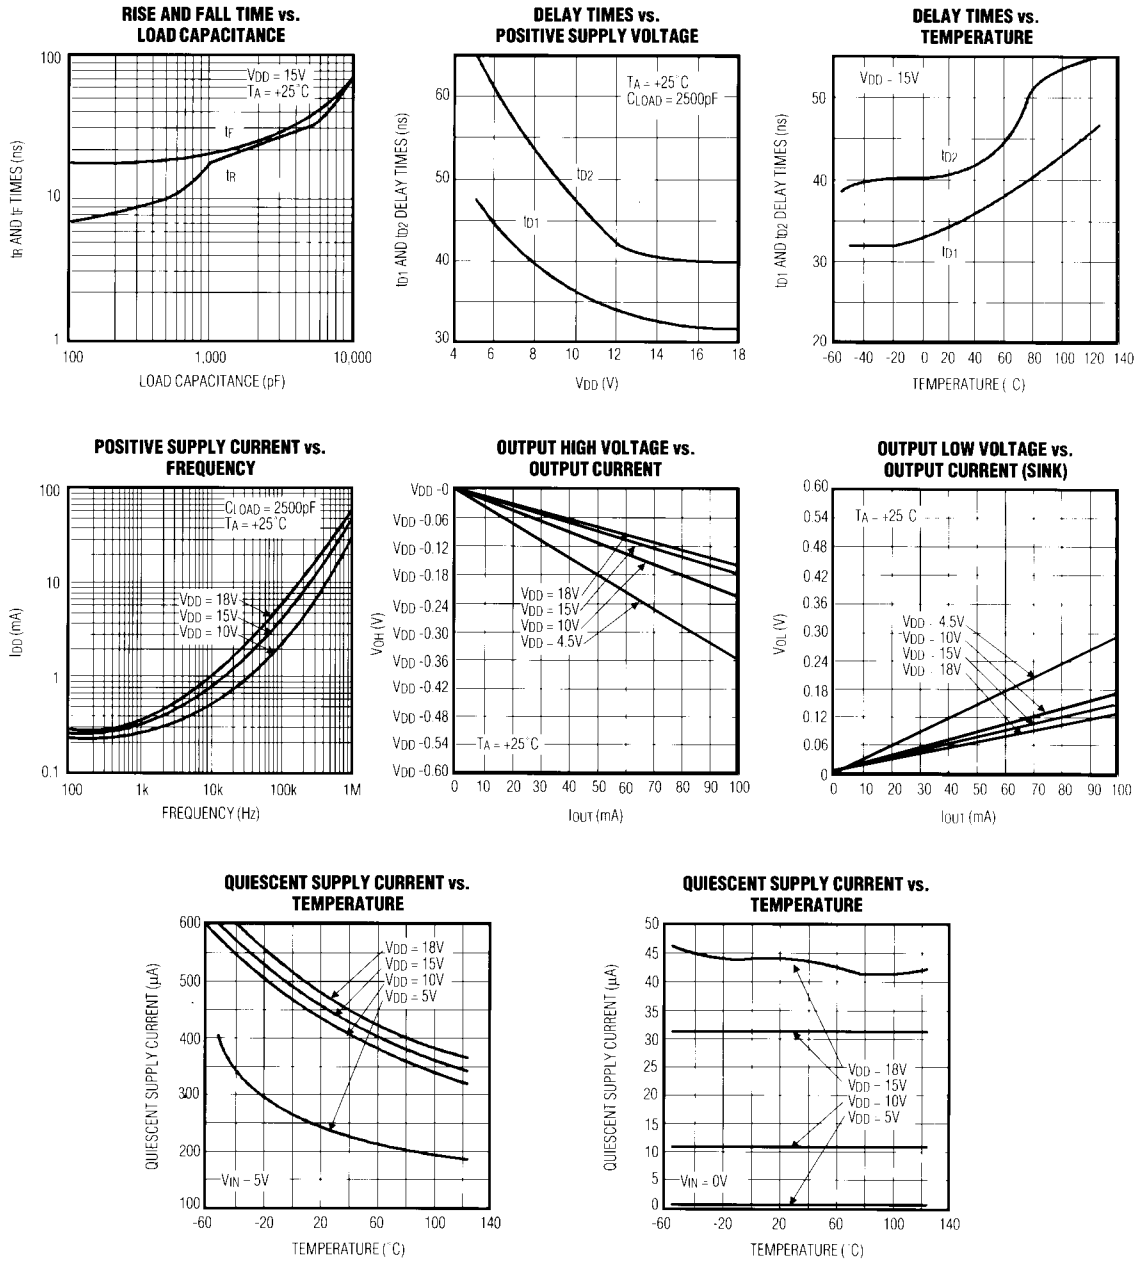 RISE AND FALL TIME vs.
LOAD CAPACITANCE
tR AND tF TIMES (ns)
100
10
1
VDD = 15V
TA = +25°C
tF
tR
100 1,000 10,000
LOAD CAPACITANCE (pF)
DELAY TIMES vs.
POSITIVE SUPPLY VOLTAGE
tD1 AND tD2 DELAY TIMES (ns)
60
50
40
30
TA = +25°C
CLOAD = 2500pF
tD2
tD1
4 6 8 10 12 14 16 18
VDD (V)
DELAY TIMES vs.
TEMPERATURE
tD1 AND tD2 DELAY TIMES (ns)
50
40
30
20
VDD - 15V
tD2
tD1
-60 -40 -20 0 20 40 60 80 100 120 140
TEMPERATURE ( C)
POSITIVE SUPPLY CURRENT vs.
FREQUENCY
IDD (mA)
100
10
1
0.1
CLOAD = 2500pF
TA = +25°C
VDD = 18V
VDD = 15V
VDD = 10V
100 1k 10k 100k 1M
FREQUENCY (Hz)
OUTPUT HIGH VOLTAGE vs.
OUTPUT CURRENT
VOH (V)
VDD -0
VDD -0.06
VDD -0.12
VDD -0.18
VDD -0.24
VDD -0.30
VDD -0.36
VDD -0.42
VDD -0.48
VDD -0.54
VDD -0.60
VDD = 18V
VDD = 15V
VDD = 10V
VDD - 4.5V
TA = +25°C
0 10 20 30 40 50 60 70 80 90 100
IOUT (mA)
OUTPUT LOW VOLTAGE vs.
OUTPUT CURRENT (SINK)
VOL (V)
0.60
0.54
0.48
0.42
0.36
0.30
0.24
0.18
0.12
0.06
0
TA - +25 C
VDD - 4.5V
VDD - 10V
VDD - 15V
VDD - 18V
0 10 20 30 40 50 60 70 80 90 100
IOUT (mA)
QUIESCENT SUPPLY CURRENT vs.
TEMPERATURE
QUIESCENT SUPPLY CURRENT (μA)
600
500
400
300
200
100
VDD = 18V
VDD = 15V
VDD = 10V
VDD = 5V
VIN - 5V
-60 -20 20 60 100 140
TEMPERATURE (°C)
QUIESCENT SUPPLY CURRENT vs.
TEMPERATURE
QUIESCENT SUPPLY CURRENT (μA)
50
45
40
35
30
25
20
15
10
5
0
VDD - 18V
VDD - 15V
VDD - 10V
VDD - 5V
VIN = 0V
-60 -20 20 60 100 140
TEMPERATURE (°C)